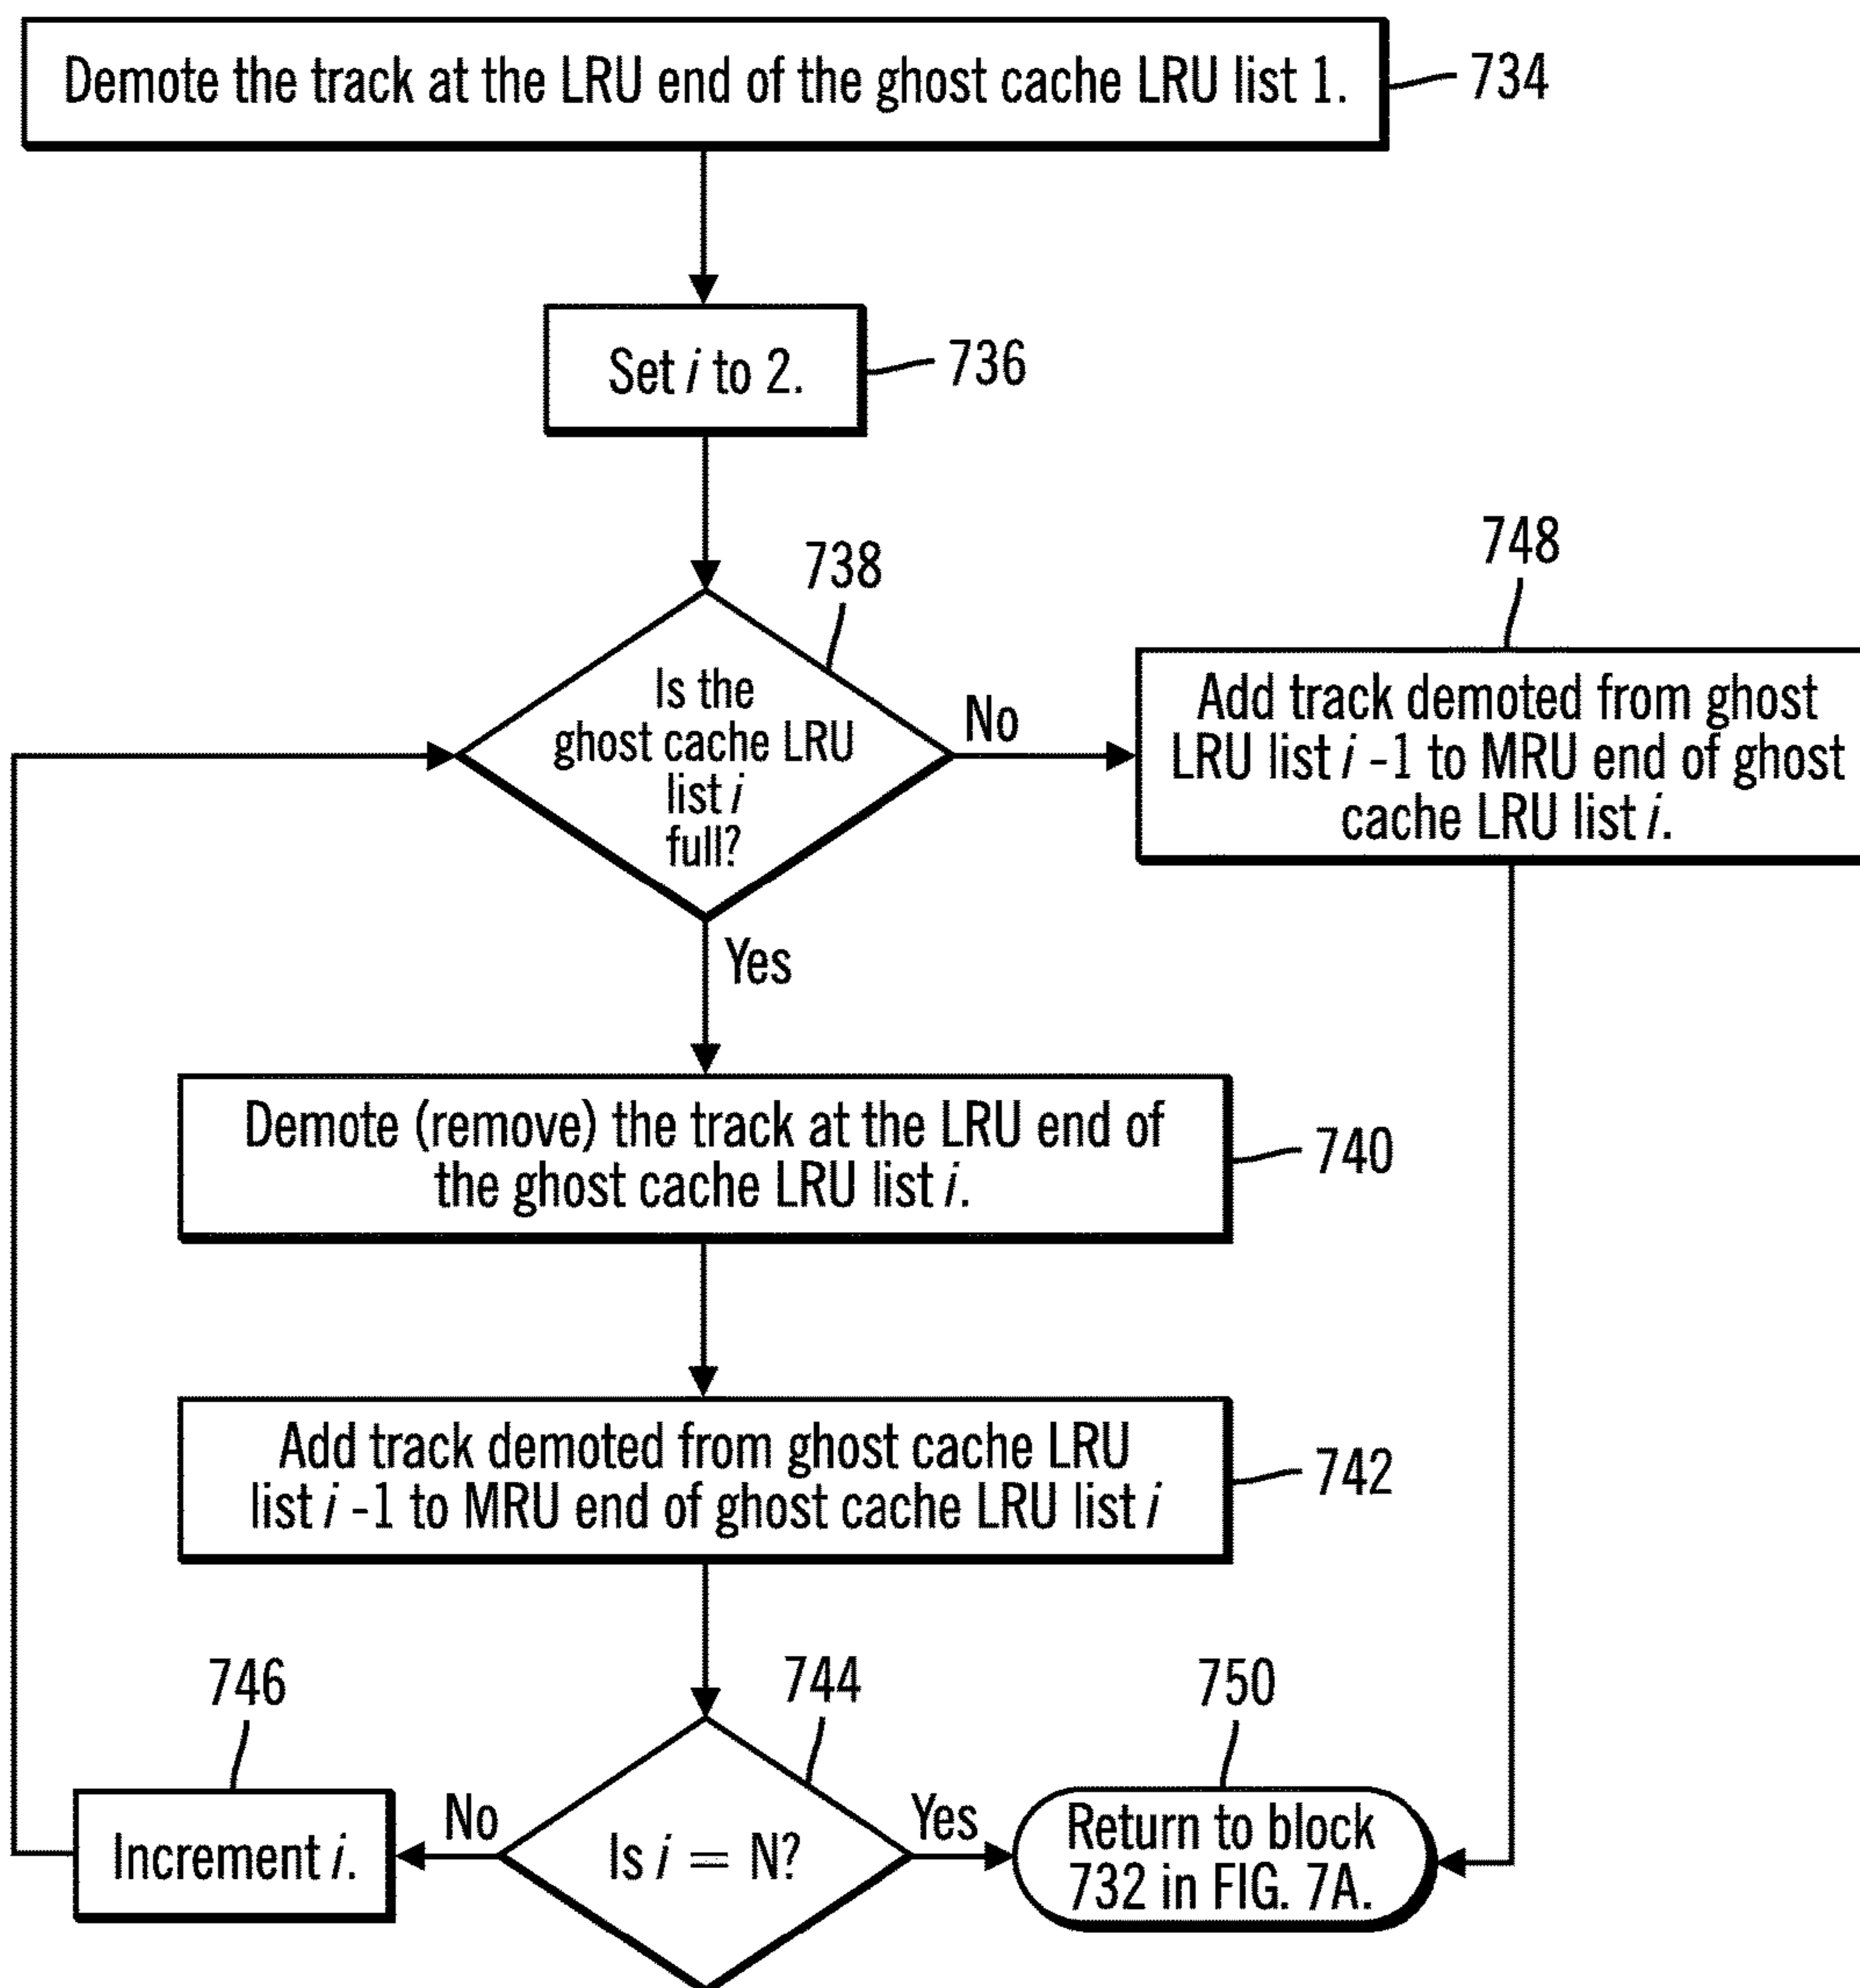 Demote the track at the LRU end of the ghost cache LRU list 1.
734
Set i to 2.
736
738
Is the
ghost cache LRU
list i
full?
No
748
Add track demoted from ghost
LRU list i -1 to MRU end of ghost
cache LRU list i.
Yes
Demote (remove) the track at the LRU end of
the ghost cache LRU list i.
740
Add track demoted from ghost cache LRU
list i -1 to MRU end of ghost cache LRU list i
742
746
Increment i.
No
744
Is i = N?
Yes
750
Return to block
732 in FIG. 7A.